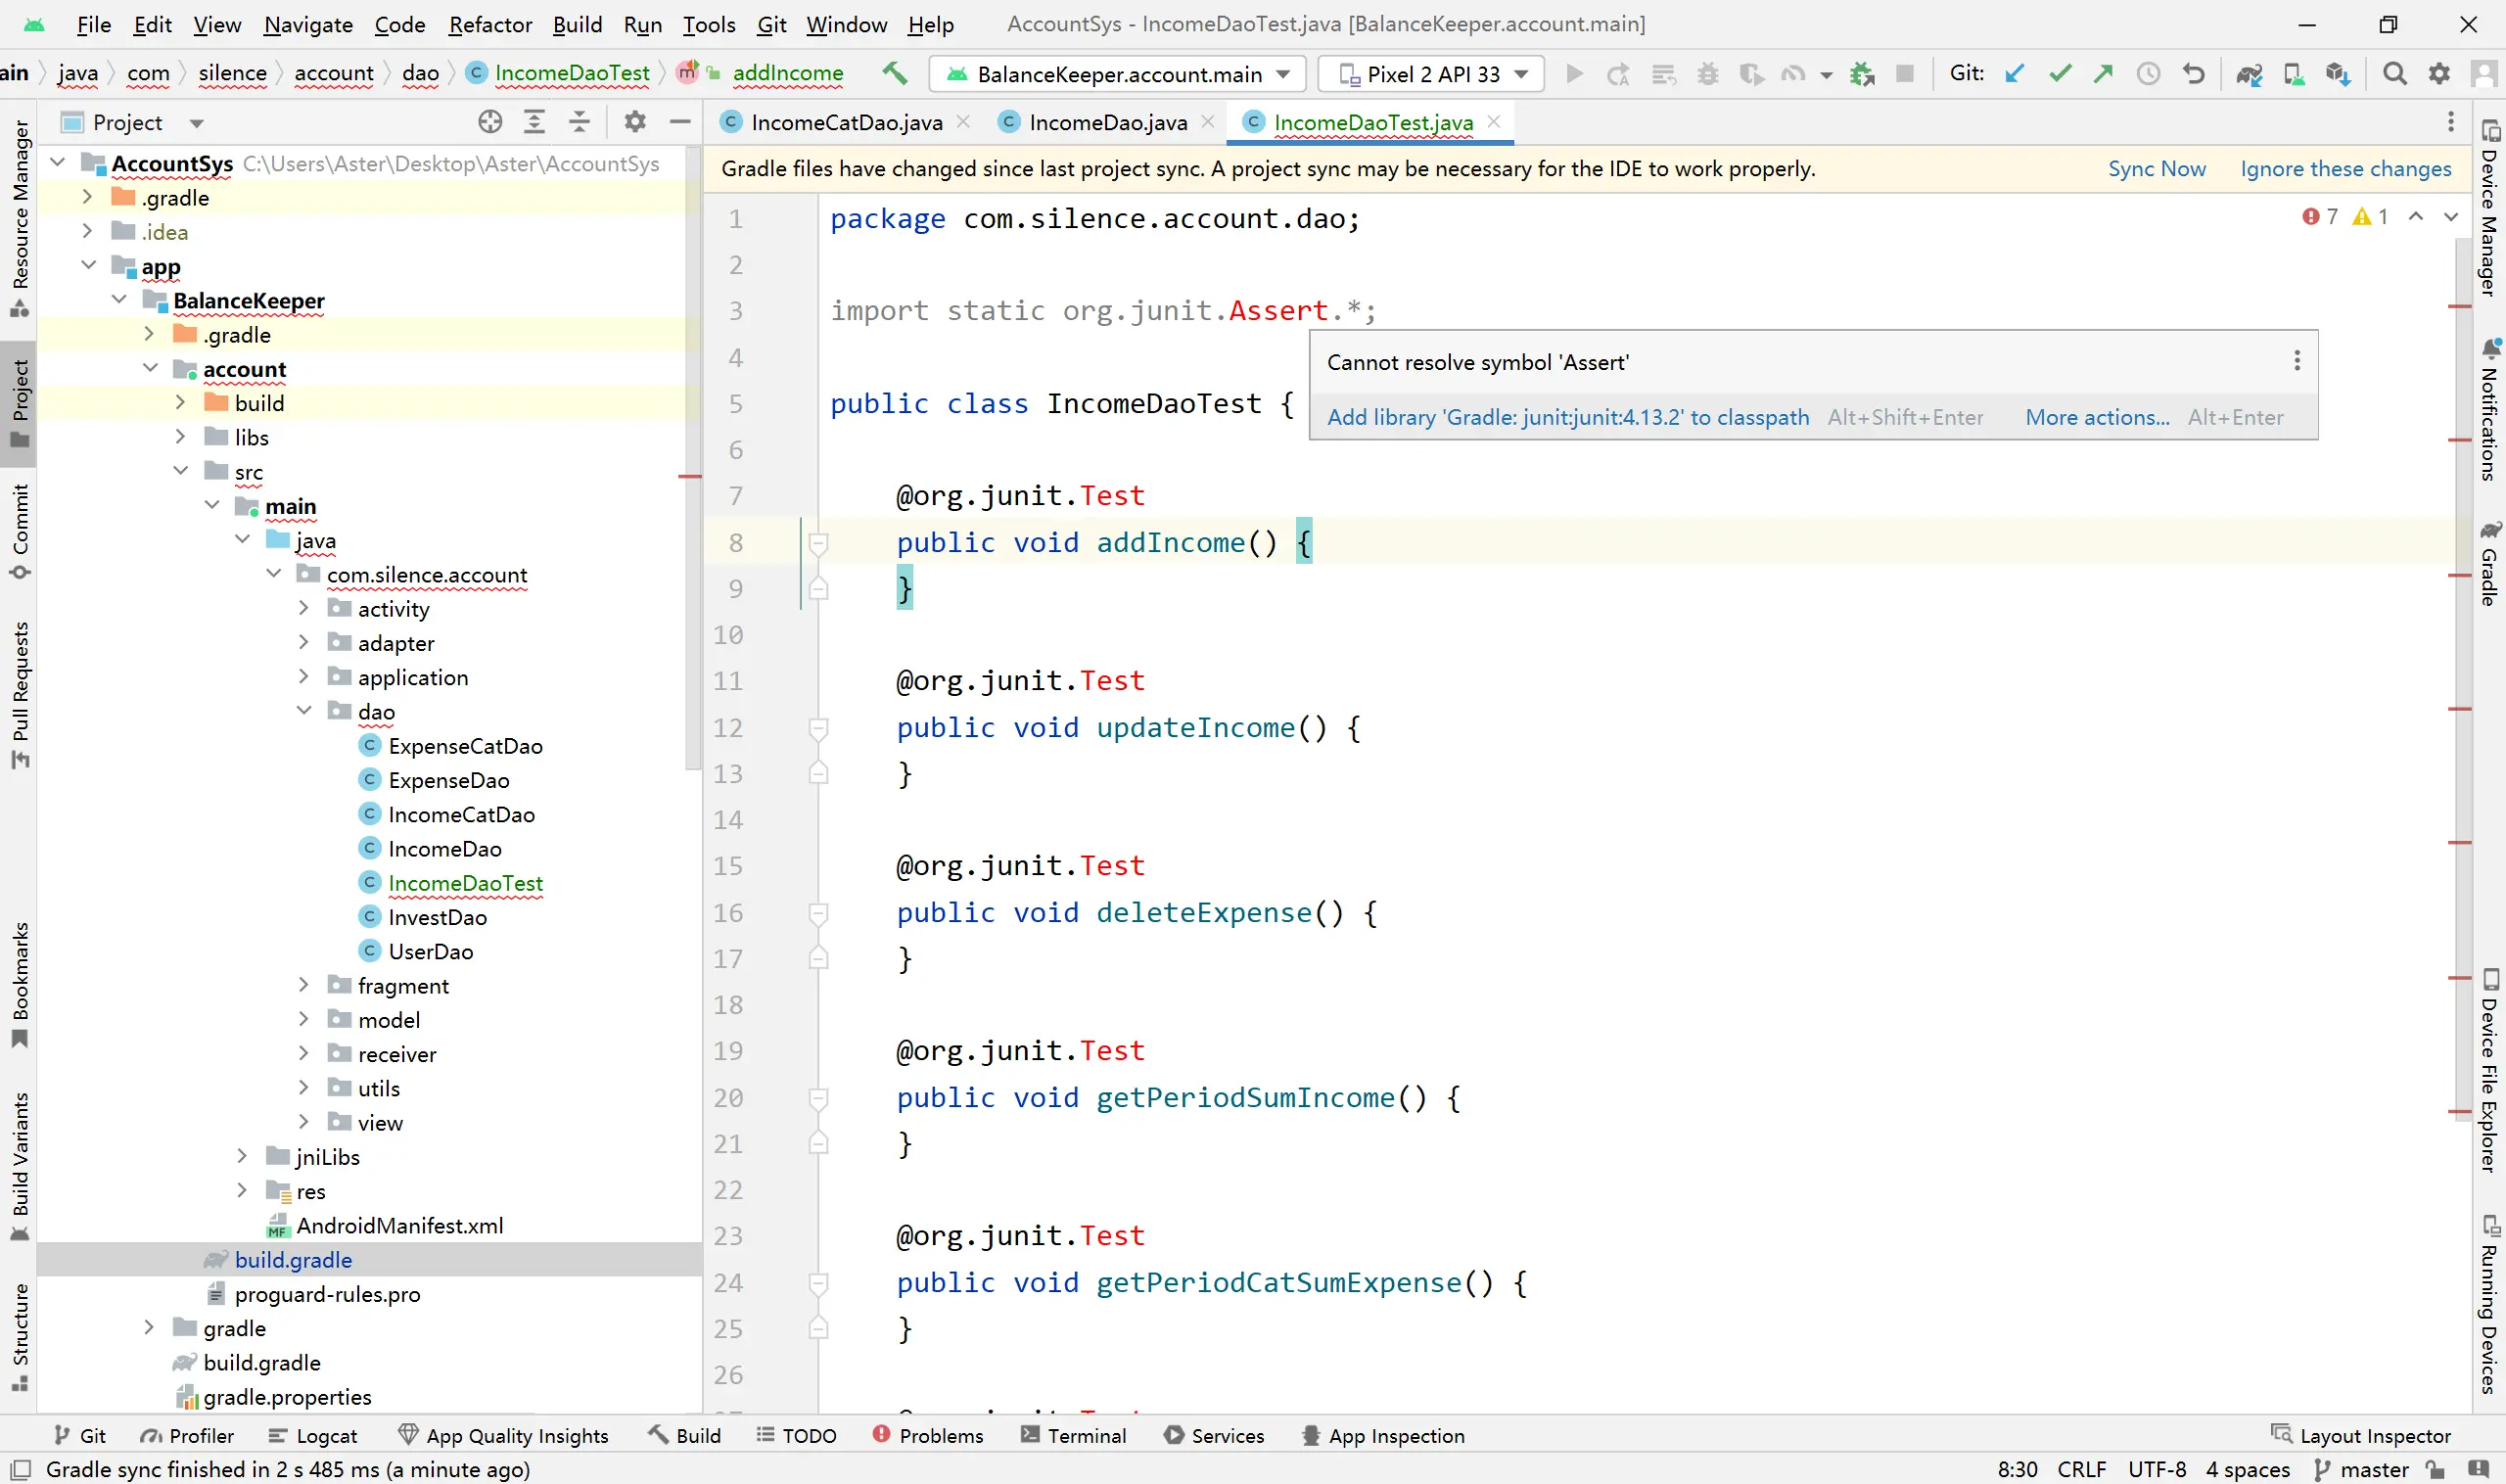 File Edit View Navigate Code Refactor Build Run Tools Git Window Help AccountSys - IncomeDaoTest.java [BalanceKeeper.account.main]
ain java com silence account dao IncomeDaoTest addIncome BalanceKeeper.account.main Pixel 2 API 33 Git:
Project
IncomeCatDao.java IncomeDao.java IncomeDaoTest.java
Gradle files have changed since last project sync. A project sync may be necessary for the IDE to work properly. Sync Now Ignore these changes
Resource Manager
Project
Commit
Pull Requests
Bookmarks
Build Variants
Structure
AccountSys C:\Users\Aster\Desktop\Aster\AccountSys
.gradle
.idea
app
BalanceKeeper
.gradle
account
build
libs
src
main
java
com.silence.account
activity
adapter
application
dao
ExpenseCatDao
ExpenseDao
IncomeCatDao
IncomeDao
IncomeDaoTest
InvestDao
UserDao
fragment
model
receiver
utils
view
jniLibs
res
AndroidManifest.xml
build.gradle
proguard-rules.pro
gradle
build.gradle
gradle.properties
7 1
1 package com.silence.account.dao;
2
3 import static org.junit.Assert.*;
4
5 public class IncomeDaoTest {
6
7 @org.junit.Test
8 public void addIncome() {
9 }
10
11 @org.junit.Test
12 public void updateIncome() {
13 }
14
15 @org.junit.Test
16 public void deleteExpense() {
17 }
18
19 @org.junit.Test
20 public void getPeriodSumIncome() {
21 }
22
23 @org.junit.Test
24 public void getPeriodCatSumExpense() {
25 }
26
Cannot resolve symbol 'Assert'
Add library 'Gradle: junit:junit:4.13.2' to classpath Alt+Shift+Enter More actions... Alt+Enter
Device Manager
Notifications
Gradle
Device File Explorer
Running Devices
Git Profiler Logcat App Quality Insights Build TODO Problems Terminal Services App Inspection Layout Inspector
Gradle sync finished in 2 s 485 ms (a minute ago) 8:30 CRLF UTF-8 4 spaces master